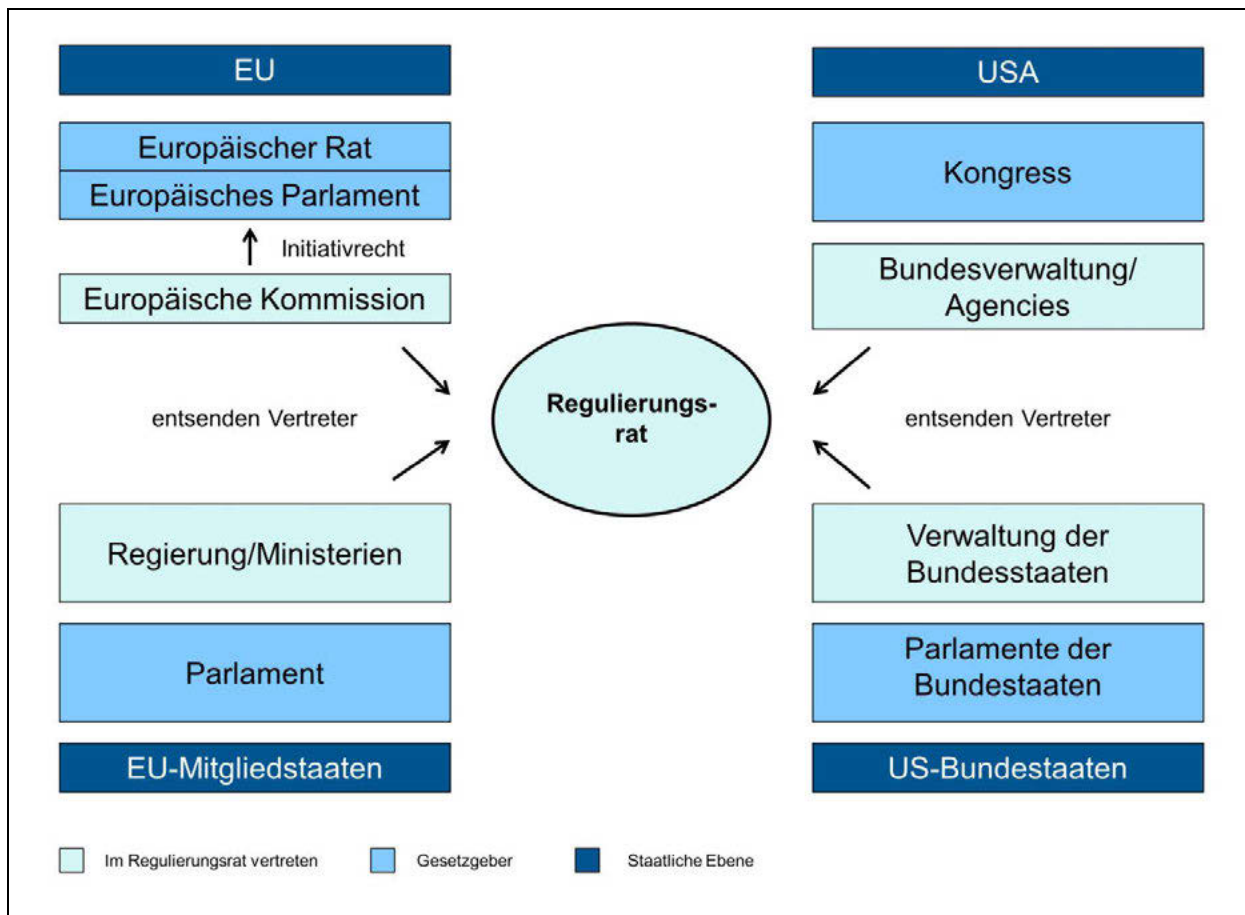 EU
Europäischer Rat
Europäisches Parlament
Initiativrecht
Europäische Kommission
entsenden Vertreter
Regierung/Ministerien
Parlament
EU-Mitgliedstaaten
Regulierungs-
rat
USA
Kongress
Bundesverwaltung/
Agencies
entsenden Vertreter
Verwaltung der
Bundesstaaten
Parlamente der
Bundestaaten
US-Bundestaaten
Im Regulierungsrat vertreten
Gesetzgeber
Staatliche Ebene